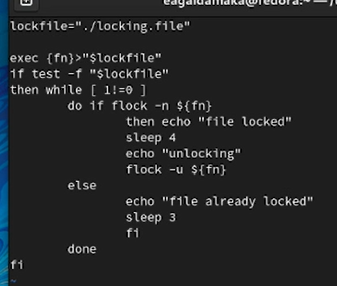 eagaidamaka@fedora:~ —
lockfile="./locking.file"
exec {fn}>"$lockfile"
if test -f "$lockfile"
then while [ 1!=0 ]
do if flock -n ${fn}
then echo "file locked"
sleep 4
echo "unlocking"
flock -u ${fn}
else
echo "file already locked"
sleep 3
fi
done
fi
~